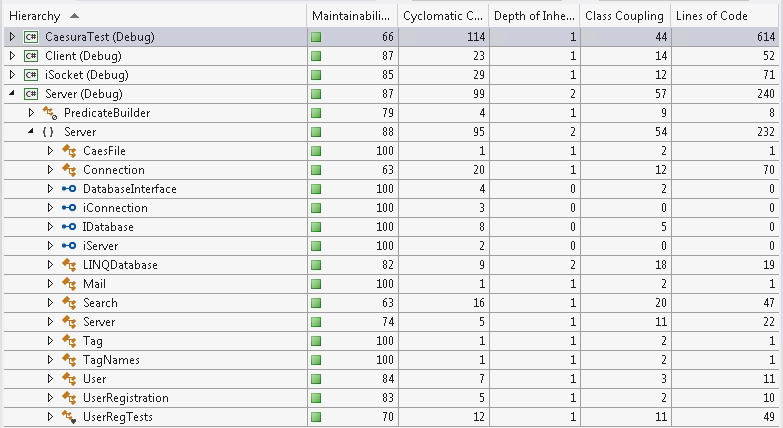 Hierarchy Maintainabili... Cyclomatic C... Depth of Inhe... Class Coupling Lines of Code
C# CaesuraTest (Debug) 66 114 1 44 614
C# Client (Debug) 87 23 1 14 52
C# iSocket (Debug) 85 29 1 12 71
C# Server (Debug) 87 99 2 57 240
PredicateBuilder 79 4 1 9 8
{ } Server 88 95 2 54 232
CaesFile 100 1 1 2 1
Connection 63 20 1 12 70
DatabaseInterface 100 4 0 2 0
iConnection 100 3 0 0 0
IDatabase 100 8 0 5 0
iServer 100 2 0 0 0
LINQDatabase 82 9 2 18 19
Mail 100 1 1 2 1
Search 63 16 1 20 47
Server 74 5 1 11 22
Tag 100 1 1 2 1
TagNames 100 1 1 2 1
User 84 7 1 3 11
UserRegistration 83 5 1 2 10
UserRegTests 70 12 1 11 49